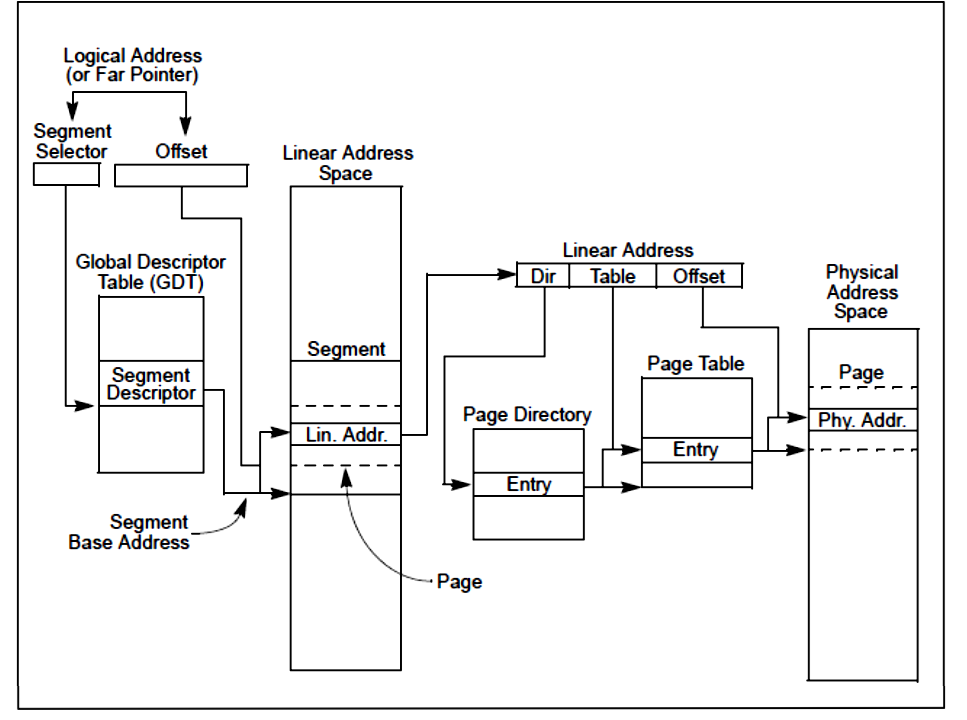 Logical Address
(or Far Pointer)
Segment
Selector
Offset
Linear Address
Space
Global Descriptor
Table (GDT)
Segment
Descriptor
Segment
Base Address
Segment
Lin. Addr.
Page
Linear Address
Dir
Table
Offset
Page Directory
Entry
Page Table
Entry
Physical
Address
Space
Page
Phy. Addr.